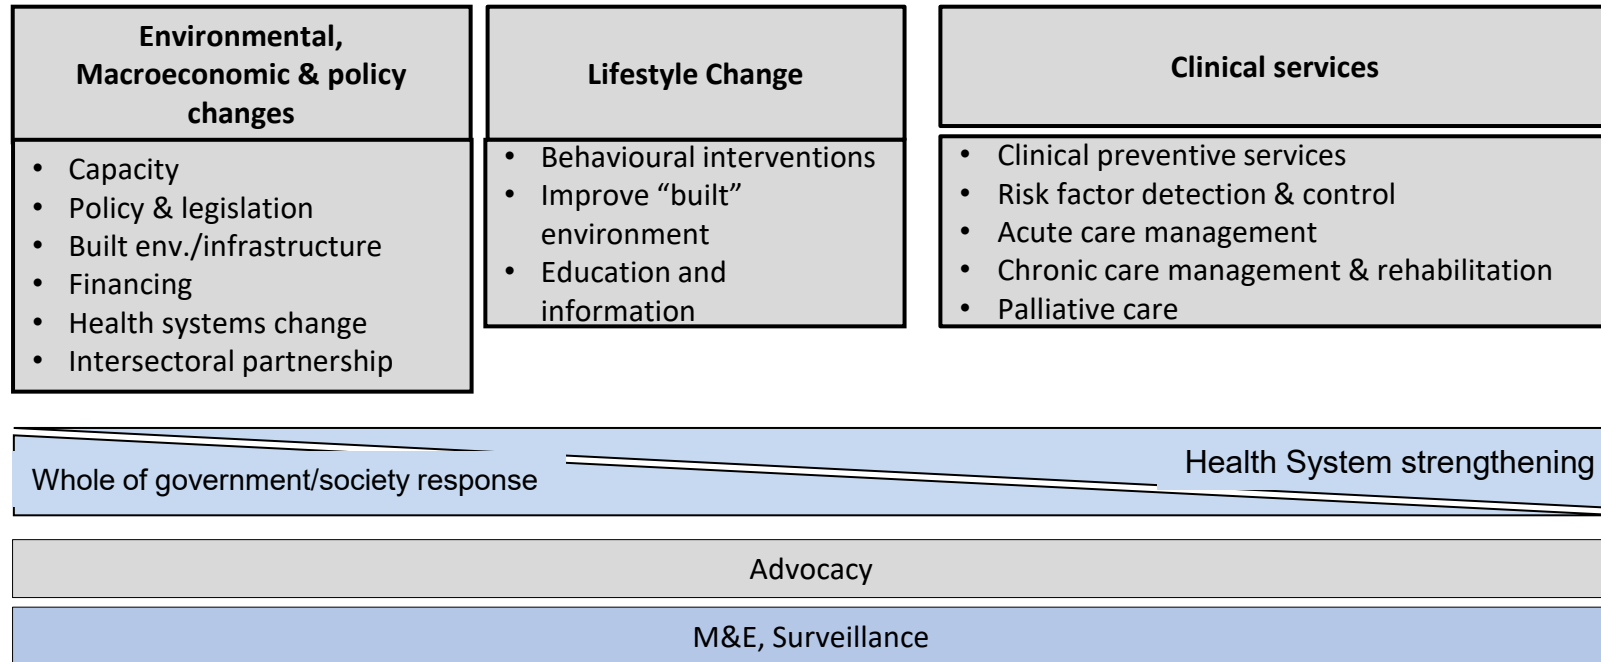 Environmental,
Macroeconomic & policy
changes
• Capacity
• Policy & legislation
• Built env./infrastructure
• Financing
• Health systems change
• Intersectoral partnership
Lifestyle Change
• Behavioural interventions
• Improve “built”
environment
• Education and
information
Clinical services
• Clinical preventive services
• Risk factor detection & control
• Acute care management
• Chronic care management & rehabilitation
• Palliative care
Whole of government/society response
Health System strengthening
Advocacy
M&E, Surveillance